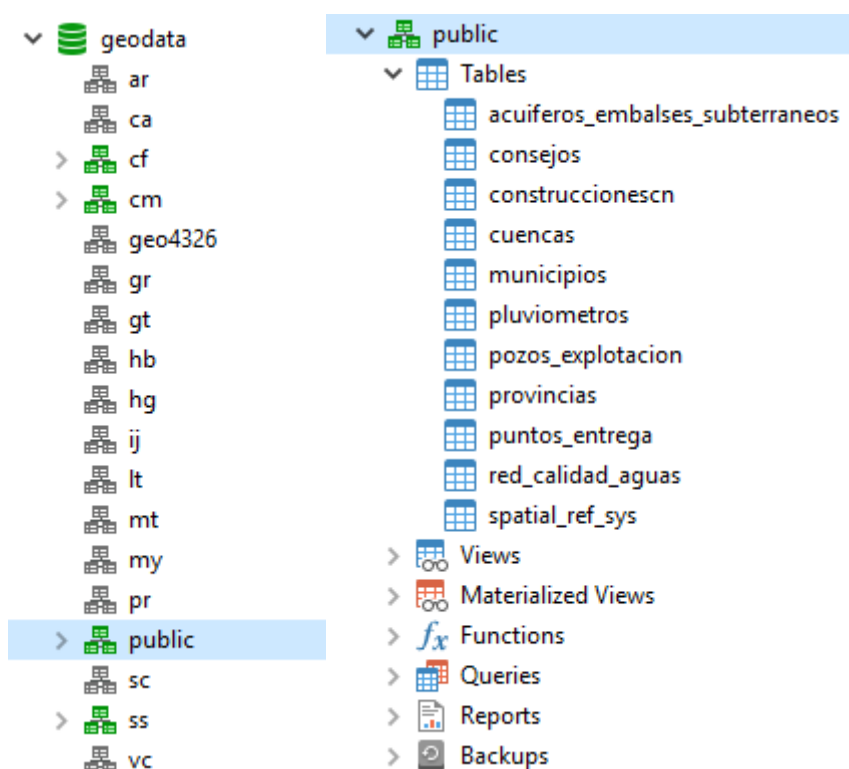 geodata
ar
ca
cf
cm
geo4326
gr
gt
hb
hg
ij
lt
mt
my
pr
public
sc
ss
vc
public
Tables
acuiferos_embalses_subterraneos
consejos
construccionescn
cuencas
municipios
pluviometros
pozos_explotacion
provincias
puntos_entrega
red_calidad_aguas
spatial_ref_sys
Views
Materialized Views
fx Functions
Queries
Reports
Backups